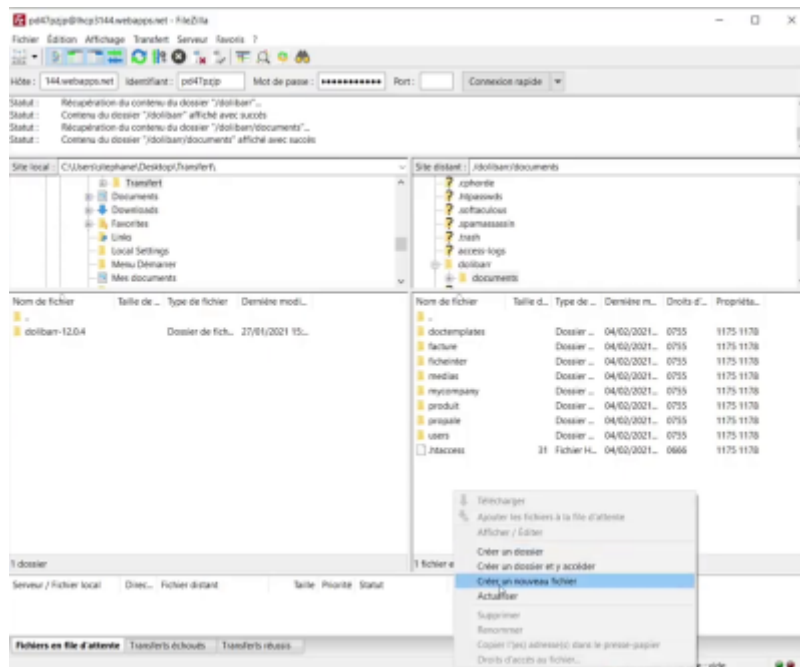 pd47pzjp@lhcp3144.webapps.net - FileZilla
Fichier Édition Affichage Transfert Serveur Favoris ?
Hôte : 144.webapps.net Identifiant : pd47pzjp Mot de passe : ●●●●●●●●●●● Port : Connexion rapide
Statut : Récupération du contenu du dossier "/dolibarr"...
Statut : Contenu du dossier "/dolibarr" affiché avec succès
Statut : Récupération du contenu du dossier "/dolibarr/documents"...
Statut : Contenu du dossier "/dolibarr/documents" affiché avec succès
Site local : C:\Users\stephane\Desktop\Transfert\
Transfert
Documents
Downloads
Favorites
Links
Local Settings
Menu Démarrer
Mes documents
Site distant : /dolibarr/documents
.cphorde
.htpasswds
.softaculous
.spamassassin
.trash
access-logs
dolibarr
documents
Nom de fichier Taille de ... Type de fichier Dernière modi...
..
dolibarr-12.0.4 Dossier de fich... 27/01/2021 15:...
1 dossier
Nom de fichier Taille d... Type de ... Dernière m... Droits d'... Propriéta...
..
doctemplates Dossier ... 04/02/2021... 0755 1175 1178
facture Dossier ... 04/02/2021... 0755 1175 1178
ficheinter Dossier ... 04/02/2021... 0755 1175 1178
medias Dossier ... 04/02/2021... 0755 1175 1178
mycompany Dossier ... 04/02/2021... 0755 1175 1178
produit Dossier ... 04/02/2021... 0755 1175 1178
propale Dossier ... 04/02/2021... 0755 1175 1178
users Dossier ... 04/02/2021... 0755 1175 1178
.htaccess 31 Fichier H... 04/02/2021... 0666 1175 1178
1 fichier e
Télécharger
Ajouter les fichiers à la file d'attente
Afficher / Éditer
Créer un dossier
Créer un dossier et y accéder
Créer un nouveau fichier
Actualiser
Supprimer
Renommer
Copier l'(es) adresse(s) dans le presse-papier
Droits d'accès au fichier...
Serveur / Fichier local Direc... Fichier distant Taille Priorité Statut
Fichiers en file d'attente Transferts échoués Transferts réussis
vide